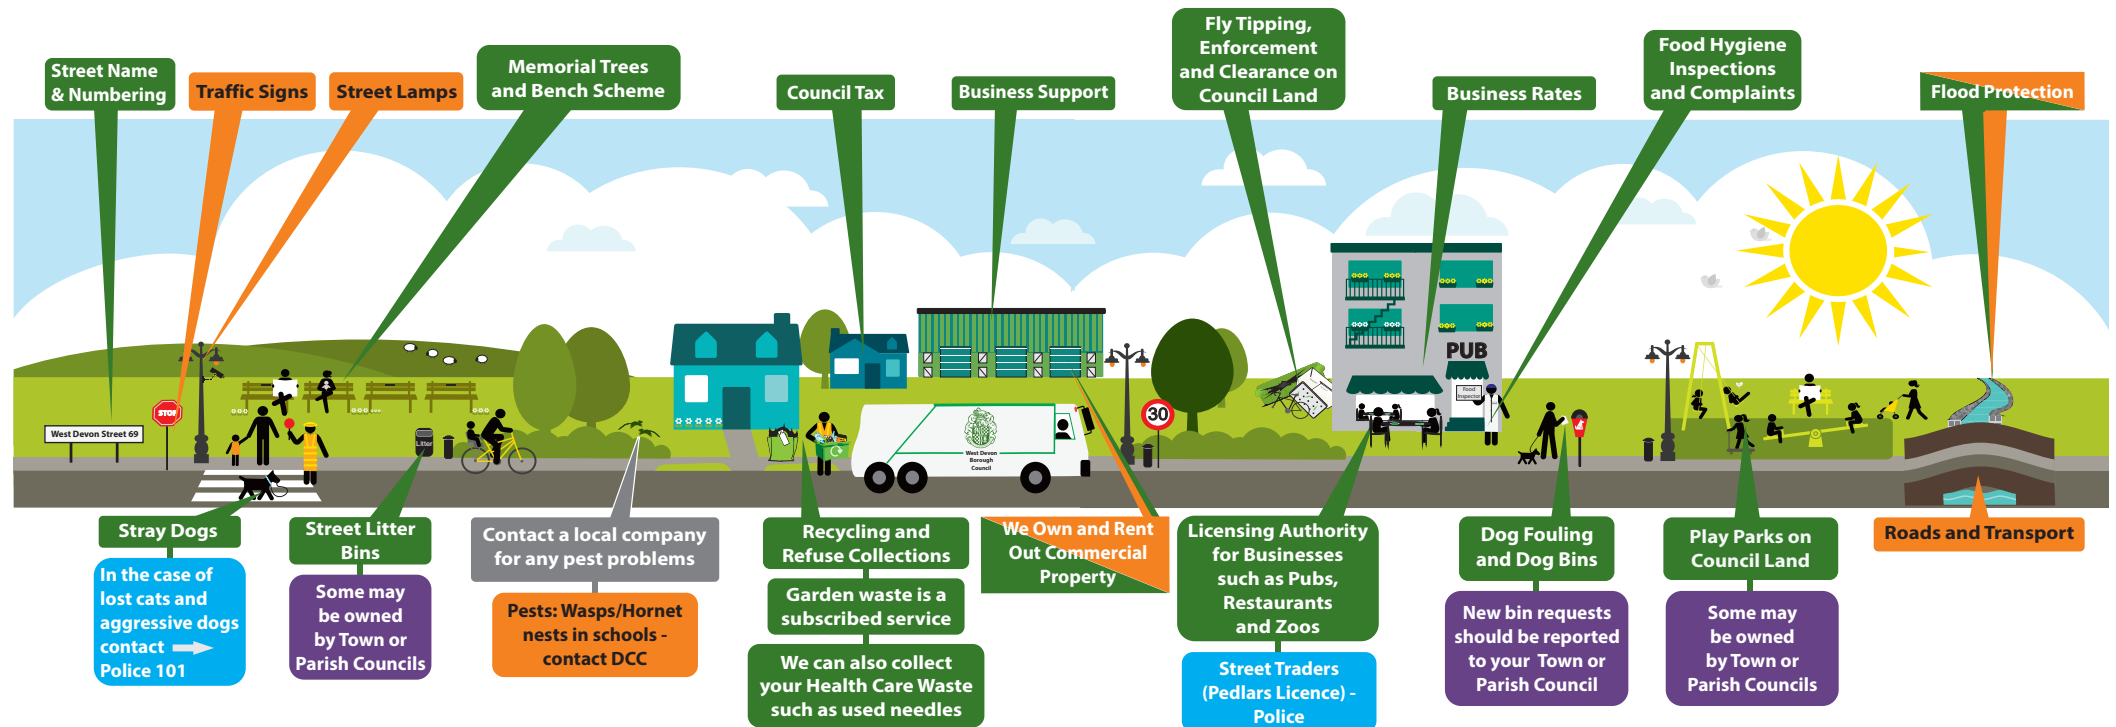 Street Name
& Numbering
Traffic Signs
Street Lamps
Memorial Trees
and Bench Scheme
Council Tax
Business Support
Fly Tipping,
Enforcement
and Clearance on
Council Land
Business Rates
Food Hygiene
Inspections
and Complaints
Flood Protection
West Devon Street 69
STOP
Litter
West Devon
Borough
Council
30
PUB
Food
Inspector
Stray Dogs
In the case of
lost cats and
aggressive dogs
contact
Police 101
Street Litter
Bins
Some may
be owned
by Town or
Parish Councils
Contact a local company
for any pest problems
Pests: Wasps/Hornet
nests in schools -
contact DCC
Recycling and
Refuse Collections
Garden waste is a
subscribed service
We can also collect
your Health Care Waste
such as used needles
We Own and Rent
Out Commercial
Property
Licensing Authority
for Businesses
such as Pubs,
Restaurants
and Zoos
Street Traders
(Pedlars Licence) -
Police
Dog Fouling
and Dog Bins
New bin requests
should be reported
to your Town or
Parish Council
Play Parks on
Council Land
Some may
be owned
by Town or
Parish Councils
Roads and Transport